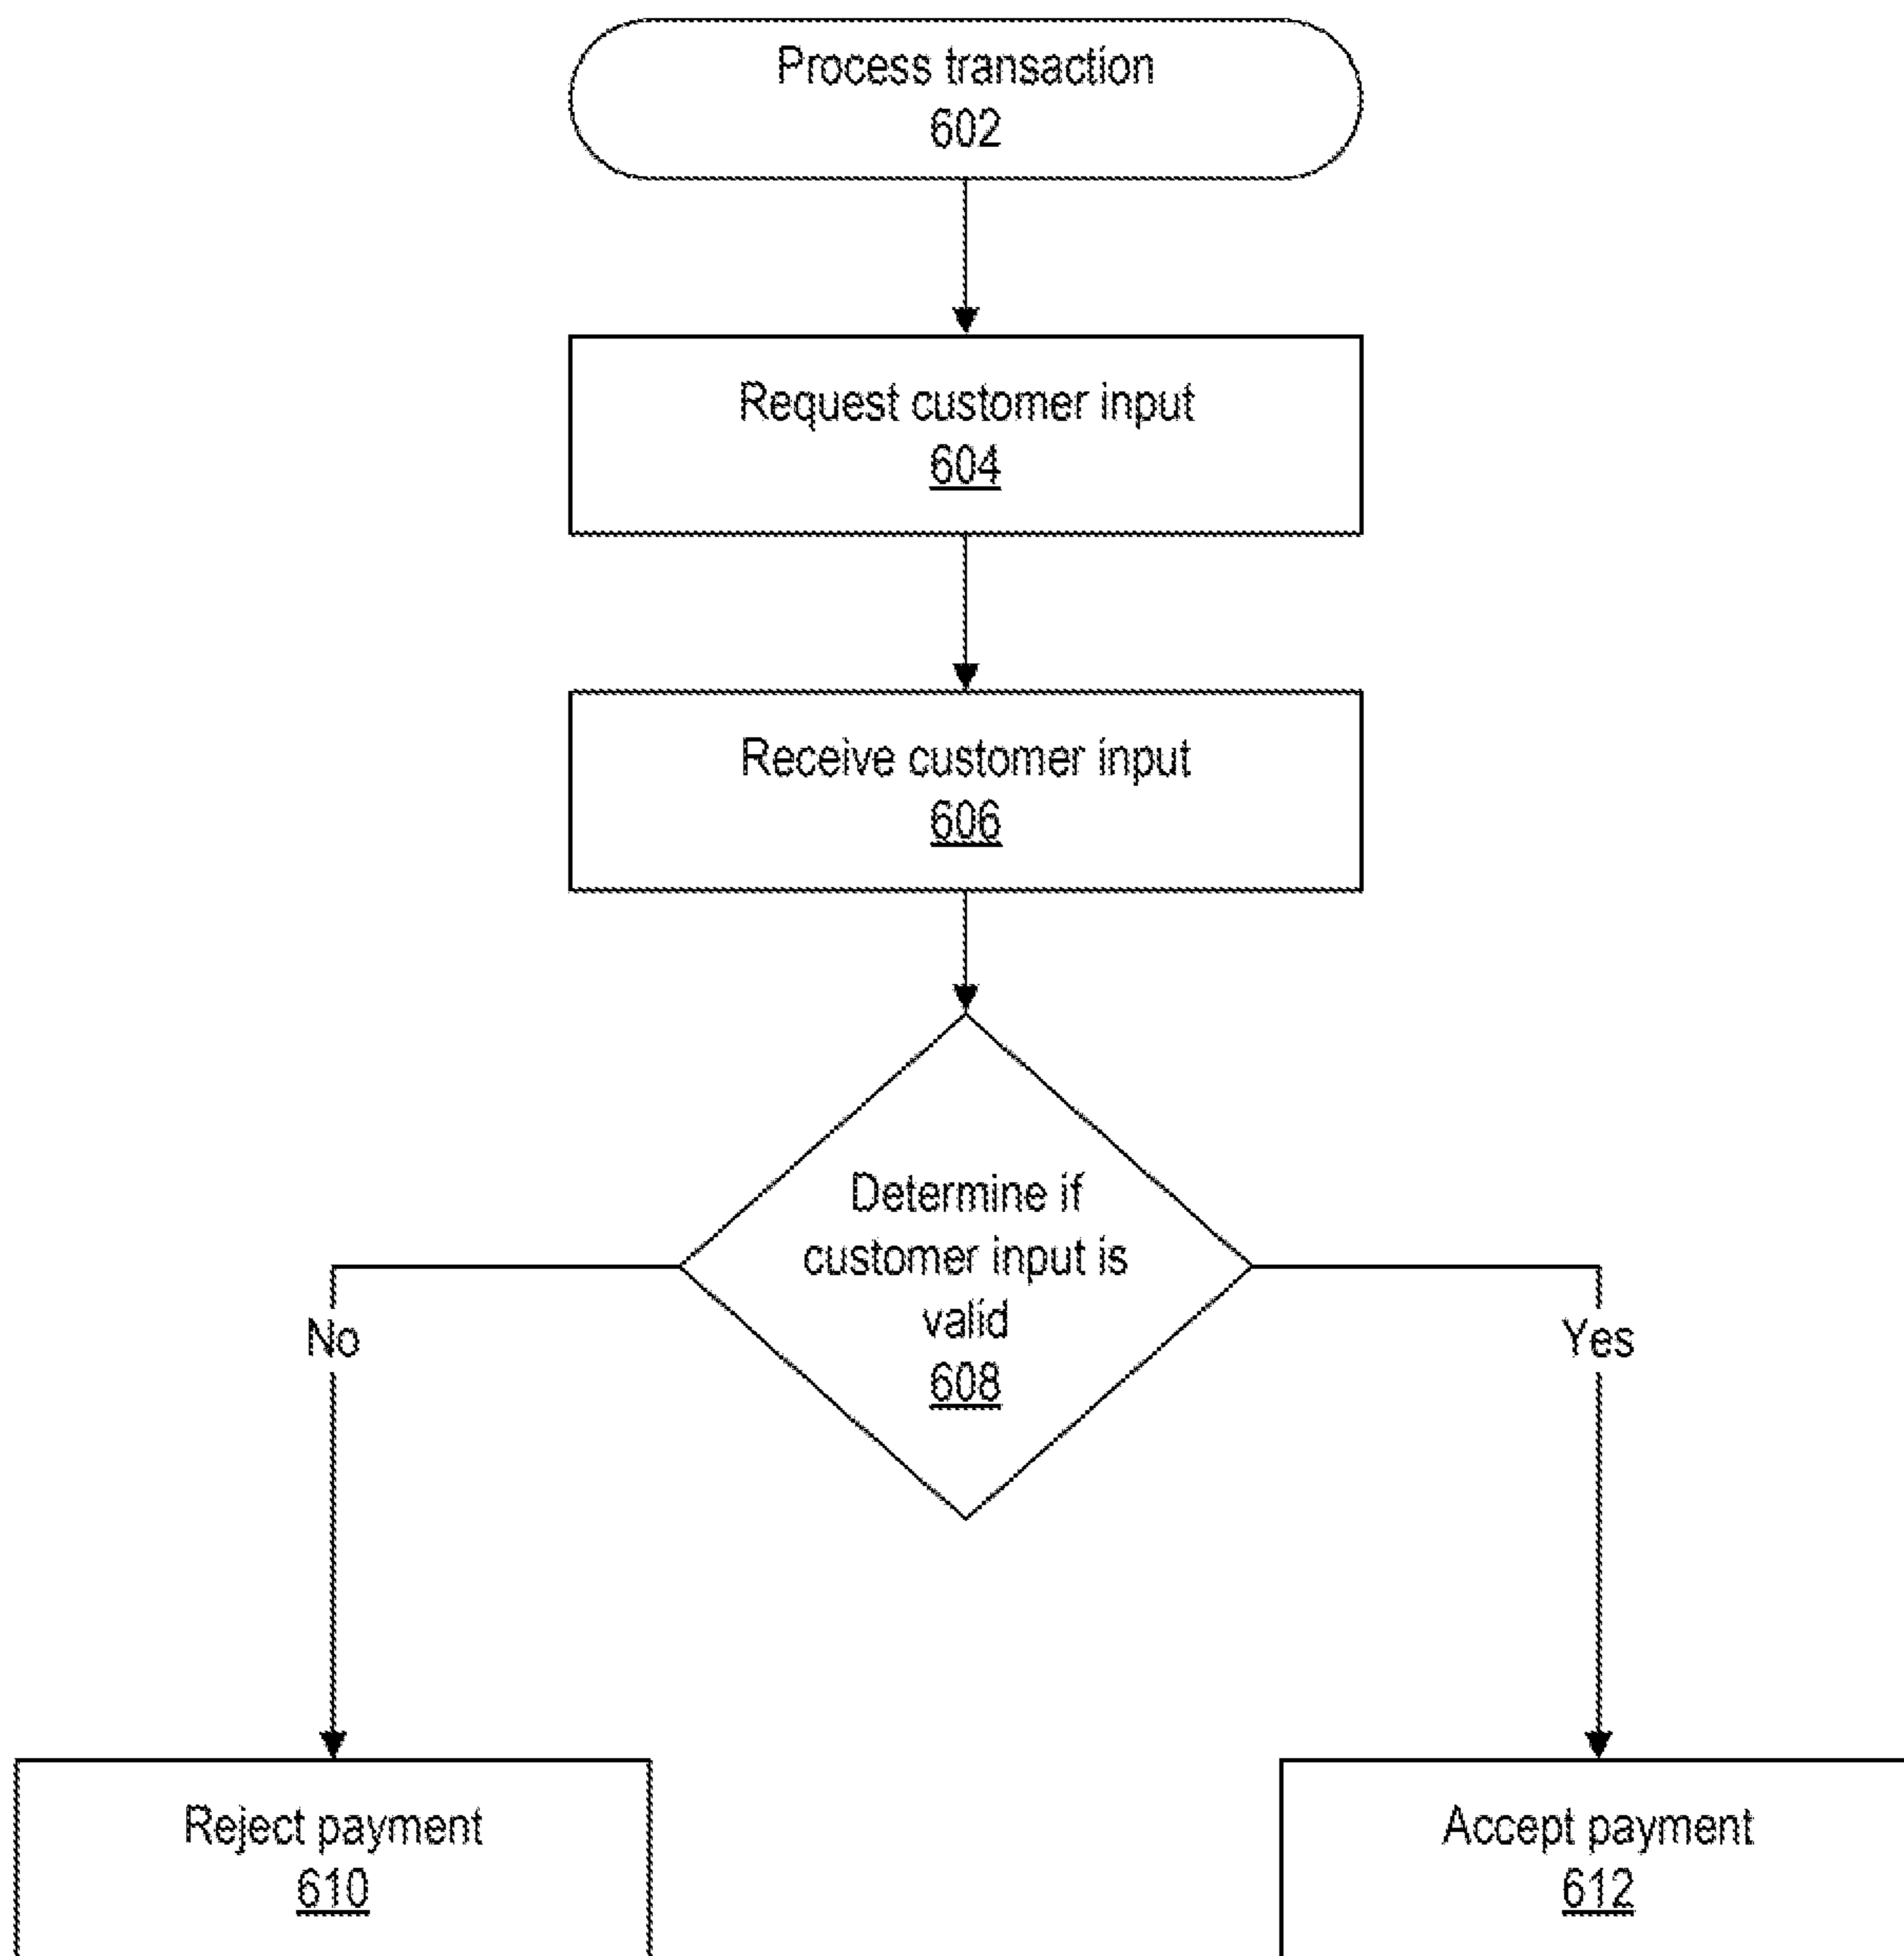 Process transaction
602
Request customer input
604
Receive customer input
606
Determine if
customer input is
valid
608
No
Yes
Reject payment
610
Accept payment
612